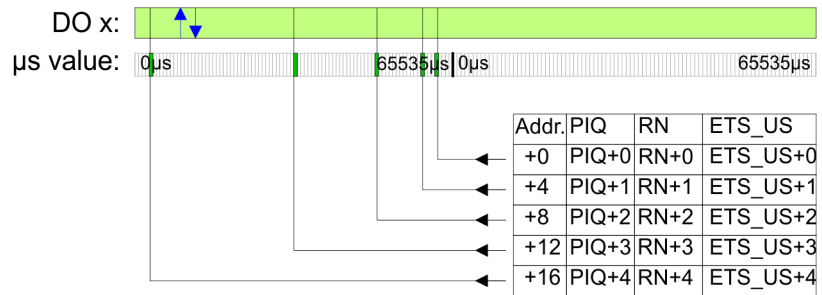 DO x:
µs value: 0µs 65535µs 0µs 65535µs
Addr. PIQ RN ETS_US
+0 PIQ+0 RN+0 ETS_US+0
+4 PIQ+1 RN+1 ETS_US+1
+8 PIQ+2 RN+2 ETS_US+2
+12 PIQ+3 RN+3 ETS_US+3
+16 PIQ+4 RN+4 ETS_US+4